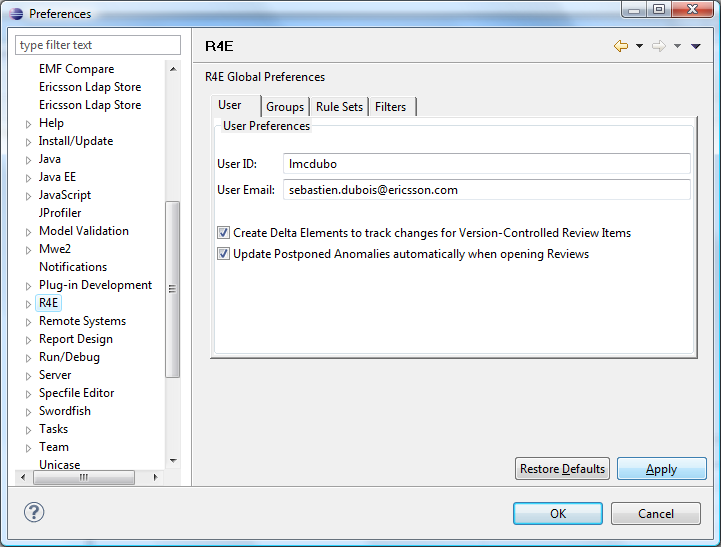 Preferences
type filter text
EMF Compare
Ericsson Ldap Store
Ericsson Ldap Store
Help
Install/Update
Java
Java EE
JavaScript
JProfiler
Model Validation
Mwe2
Notifications
Plug-in Development
R4E
Remote Systems
Report Design
Run/Debug
Server
Specfile Editor
Swordfish
Tasks
Team
Unicase
R4E
R4E Global Preferences
User Groups Rule Sets Filters
User Preferences
User ID: lmcdubo
User Email: sebastien.dubois@ericsson.com
Create Delta Elements to track changes for Version-Controlled Review Items
Update Postponed Anomalies automatically when opening Reviews
Restore Defaults Apply
? OK Cancel